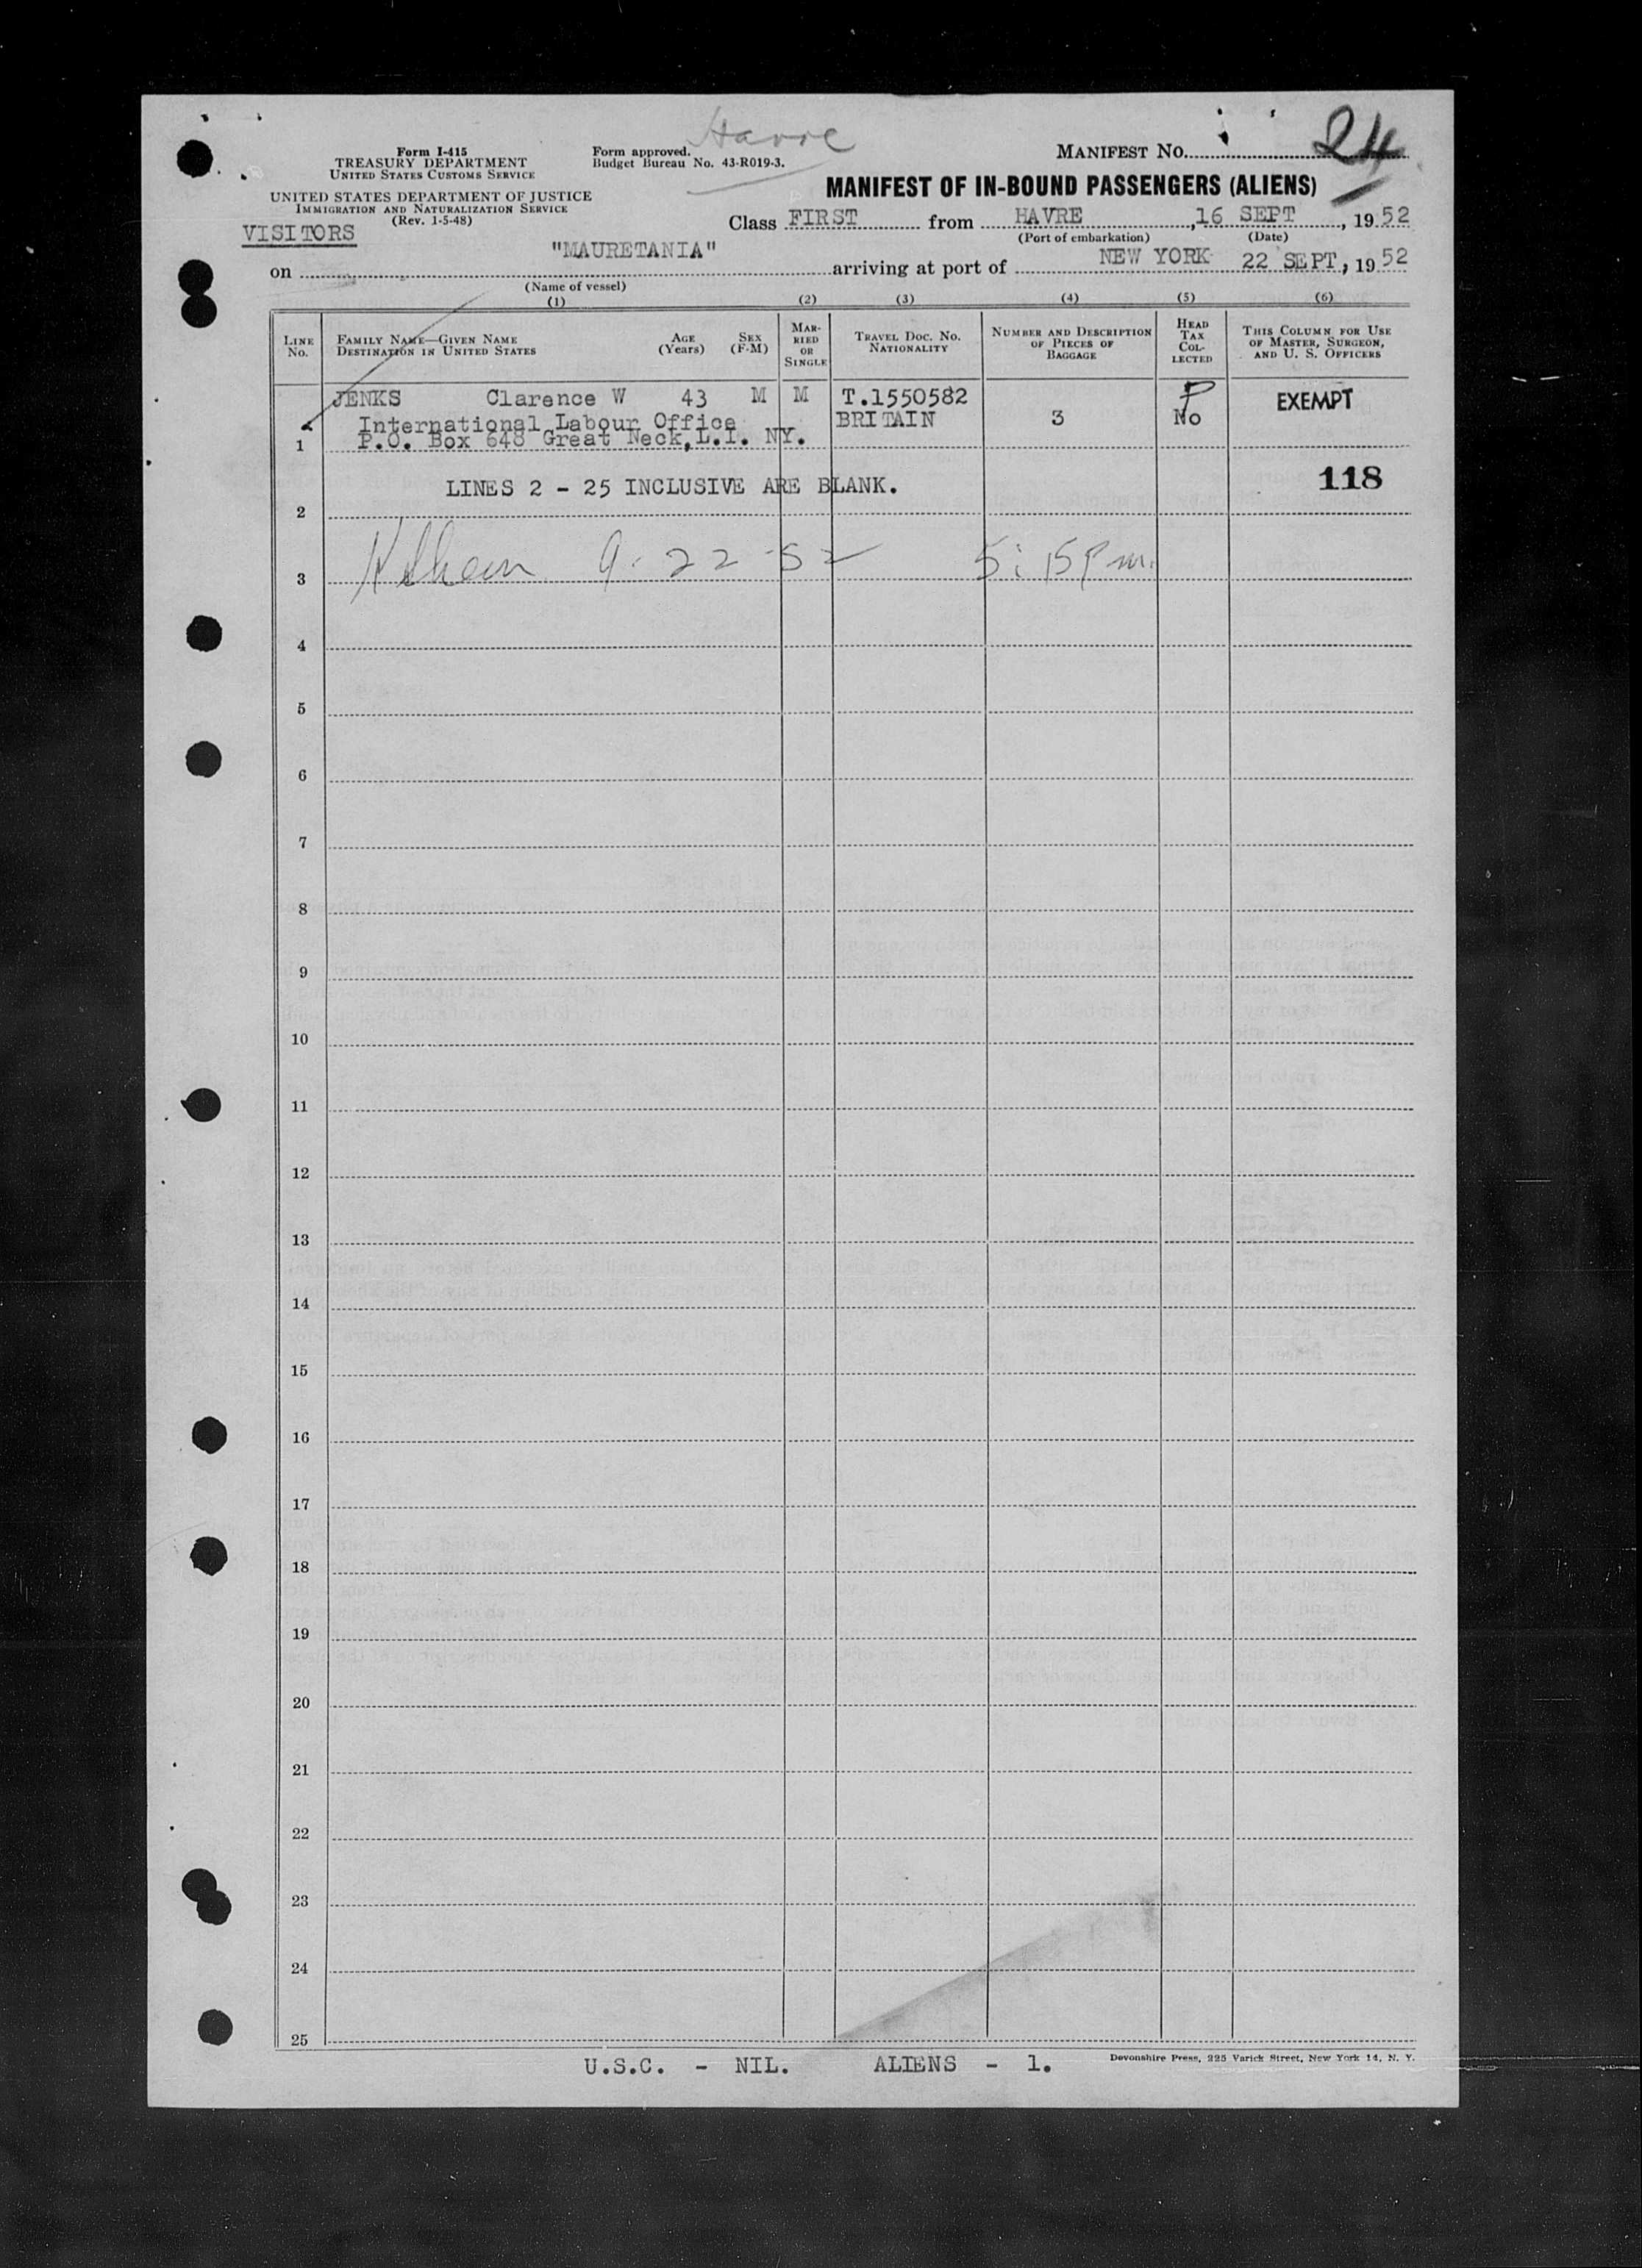 Havre
24
Form I-415
TREASURY DEPARTMENT
UNITED STATES CUSTOMS SERVICE
UNITED STATES DEPARTMENT OF JUSTICE
IMMIGRATION AND NATURALIZATION SERVICE
(Rev. 1-5-48)
VISITORS
Form approved.
Budget Bureau No. 43-R019-3.
MANIFEST No.
MANIFEST OF IN-BOUND PASSENGERS (ALIENS)
Class FIRST from HAVRE, 16 SEPT, 1952
(Port of embarkation) (Date)
on "MAURETANIA" arriving at port of NEW YORK 22 SEPT, 1952
(Name of vessel)
(1) (2) (3) (4) (5) (6)
LINE No.
FAMILY NAME—GIVEN NAME
DESTINATION IN UNITED STATES
AGE (Years)
SEX (F-M)
MARRIED OR SINGLE
TRAVEL DOC. NO.
NATIONALITY
NUMBER AND DESCRIPTION OF PIECES OF BAGGAGE
HEAD TAX COLLECTED
THIS COLUMN FOR USE OF MASTER, SURGEON, AND U. S. OFFICERS
JENKS Clarence W 43 M M T.1550582 EXEMPT
International Labour Office BRITAIN 3 No
1 P.O. Box 648 Great Neck,L.I. NY.
LINES 2 - 25 INCLUSIVE ARE BLANK. 118
2
9-22-52 5:15 Pm.
3
4
5
6
7
8
9
10
11
12
13
14
15
16
17
18
19
20
21
22
23
24
25
U.S.C. - NIL. ALIENS - 1.
Devonshire Press, 225 Varick Street, New York 14, N. Y.